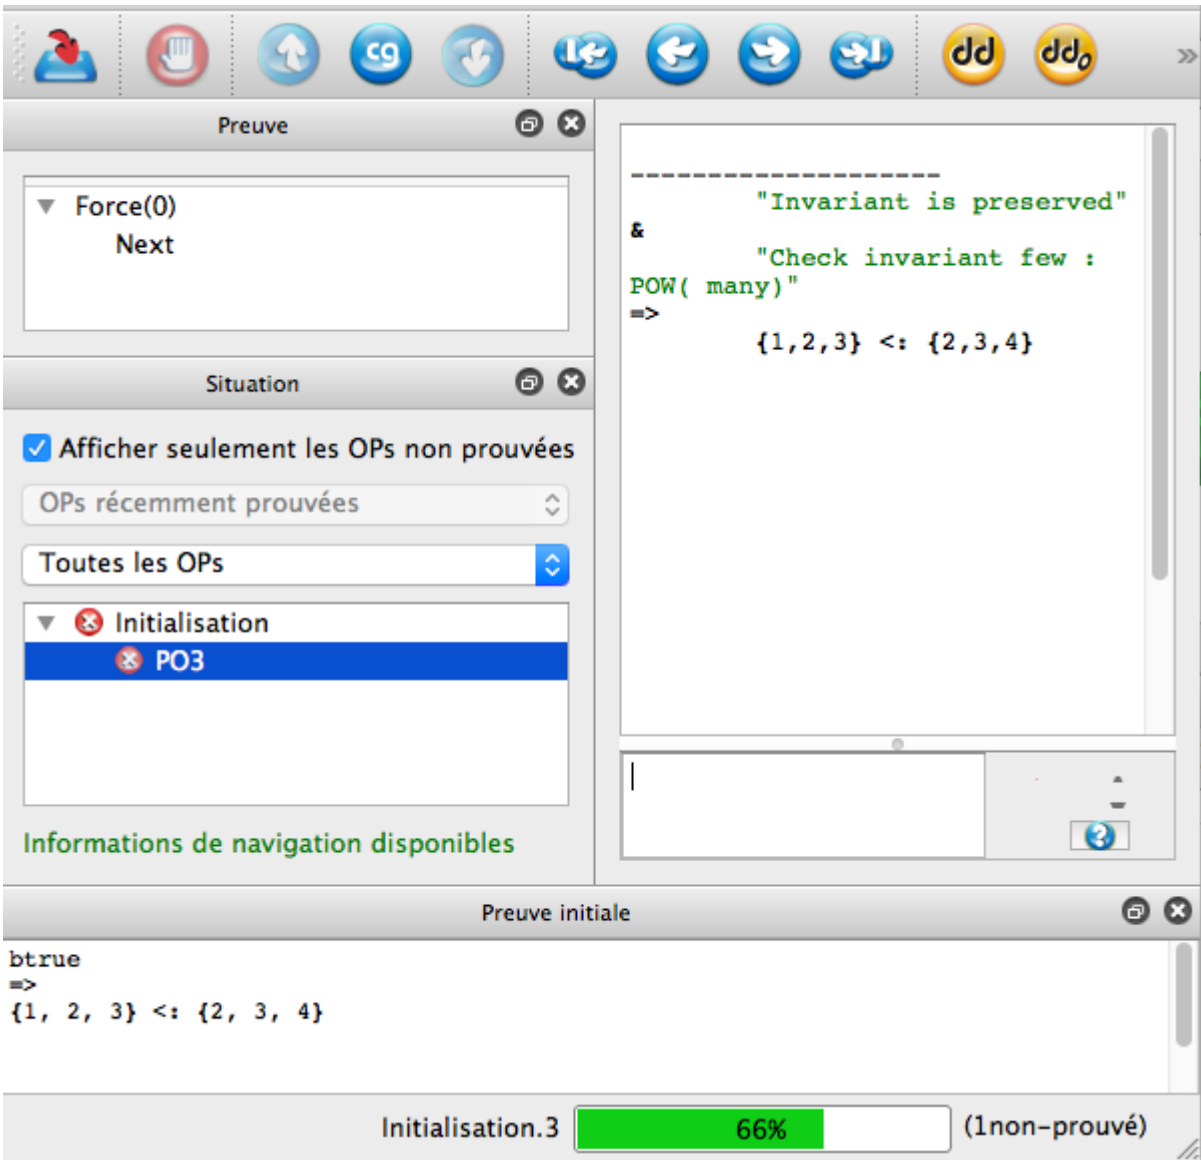 cg
dd
ddo
»
Preuve
Force(0)
Next
Situation
Afficher seulement les OPs non prouvées
OPs récemment prouvées
Toutes les OPs
Initialisation
PO3
Informations de navigation disponibles
--------------------
"Invariant is preserved"
&
"Check invariant few :
POW( many)"
=>
{1,2,3} <: {2,3,4}
Preuve initiale
btrue
=>
{1, 2, 3} <: {2, 3, 4}
Initialisation.3 66% (1non-prouvé)